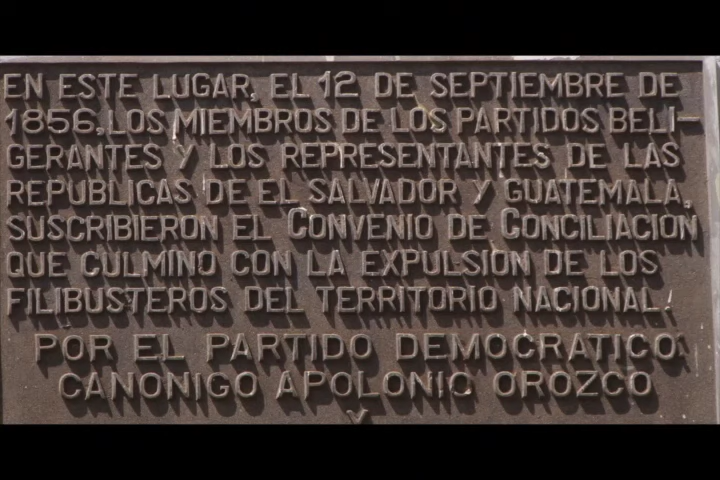 EN ESTE LUGAR, EL 12 DE SEPTIEMBRE DE
1856, LOS MIEMBROS DE LOS PARTIDOS BELI-
GERANTES Y LOS REPRESENTANTES DE LAS
REPUBLICAS DE EL SALVADOR Y GUATEMALA,
SUSCRIBIERON EL CONVENIO DE CONCILIACION
QUE CULMINO CON LA EXPULSION DE LOS
FILIBUSTEROS DEL TERRITORIO NACIONAL.
POR EL PARTIDO DEMOCRATICO:
CANONIGO APOLONIO OROZCO
Y